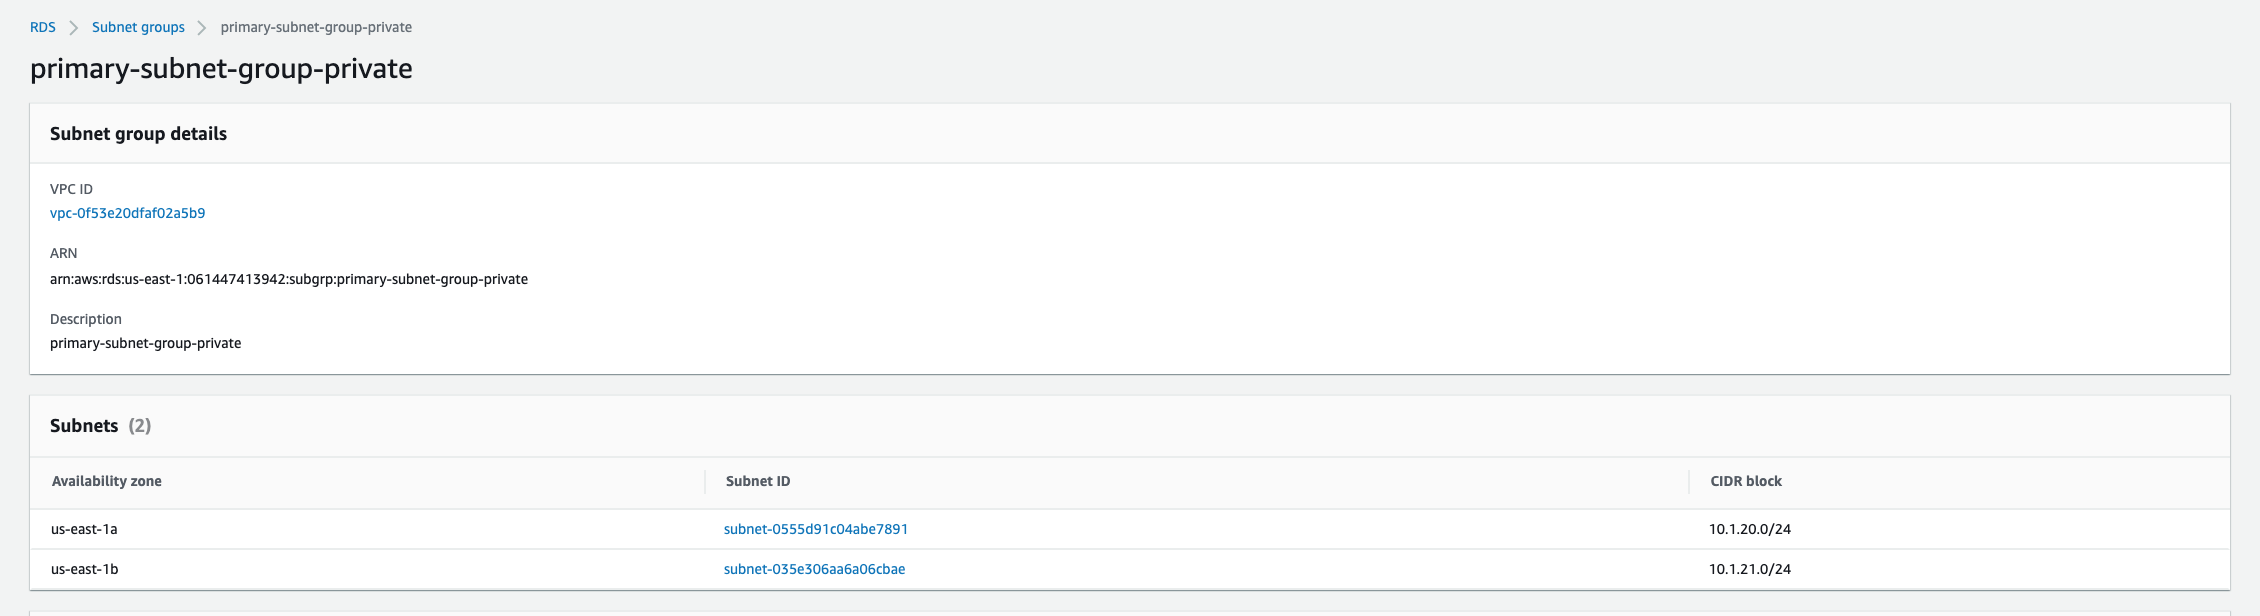 RDS Subnet groups primary-subnet-group-private
primary-subnet-group-private
Subnet group details
VPC ID
vpc-0f53e20dfaf02a5b9
ARN
arn:aws:rds:us-east-1:061447413942:subgrp:primary-subnet-group-private
Description
primary-subnet-group-private
Subnets (2)
Availability zone Subnet ID CIDR block
us-east-1a subnet-0555d91c04abe7891 10.1.20.0/24
us-east-1b subnet-035e306aa6a06cbae 10.1.21.0/24